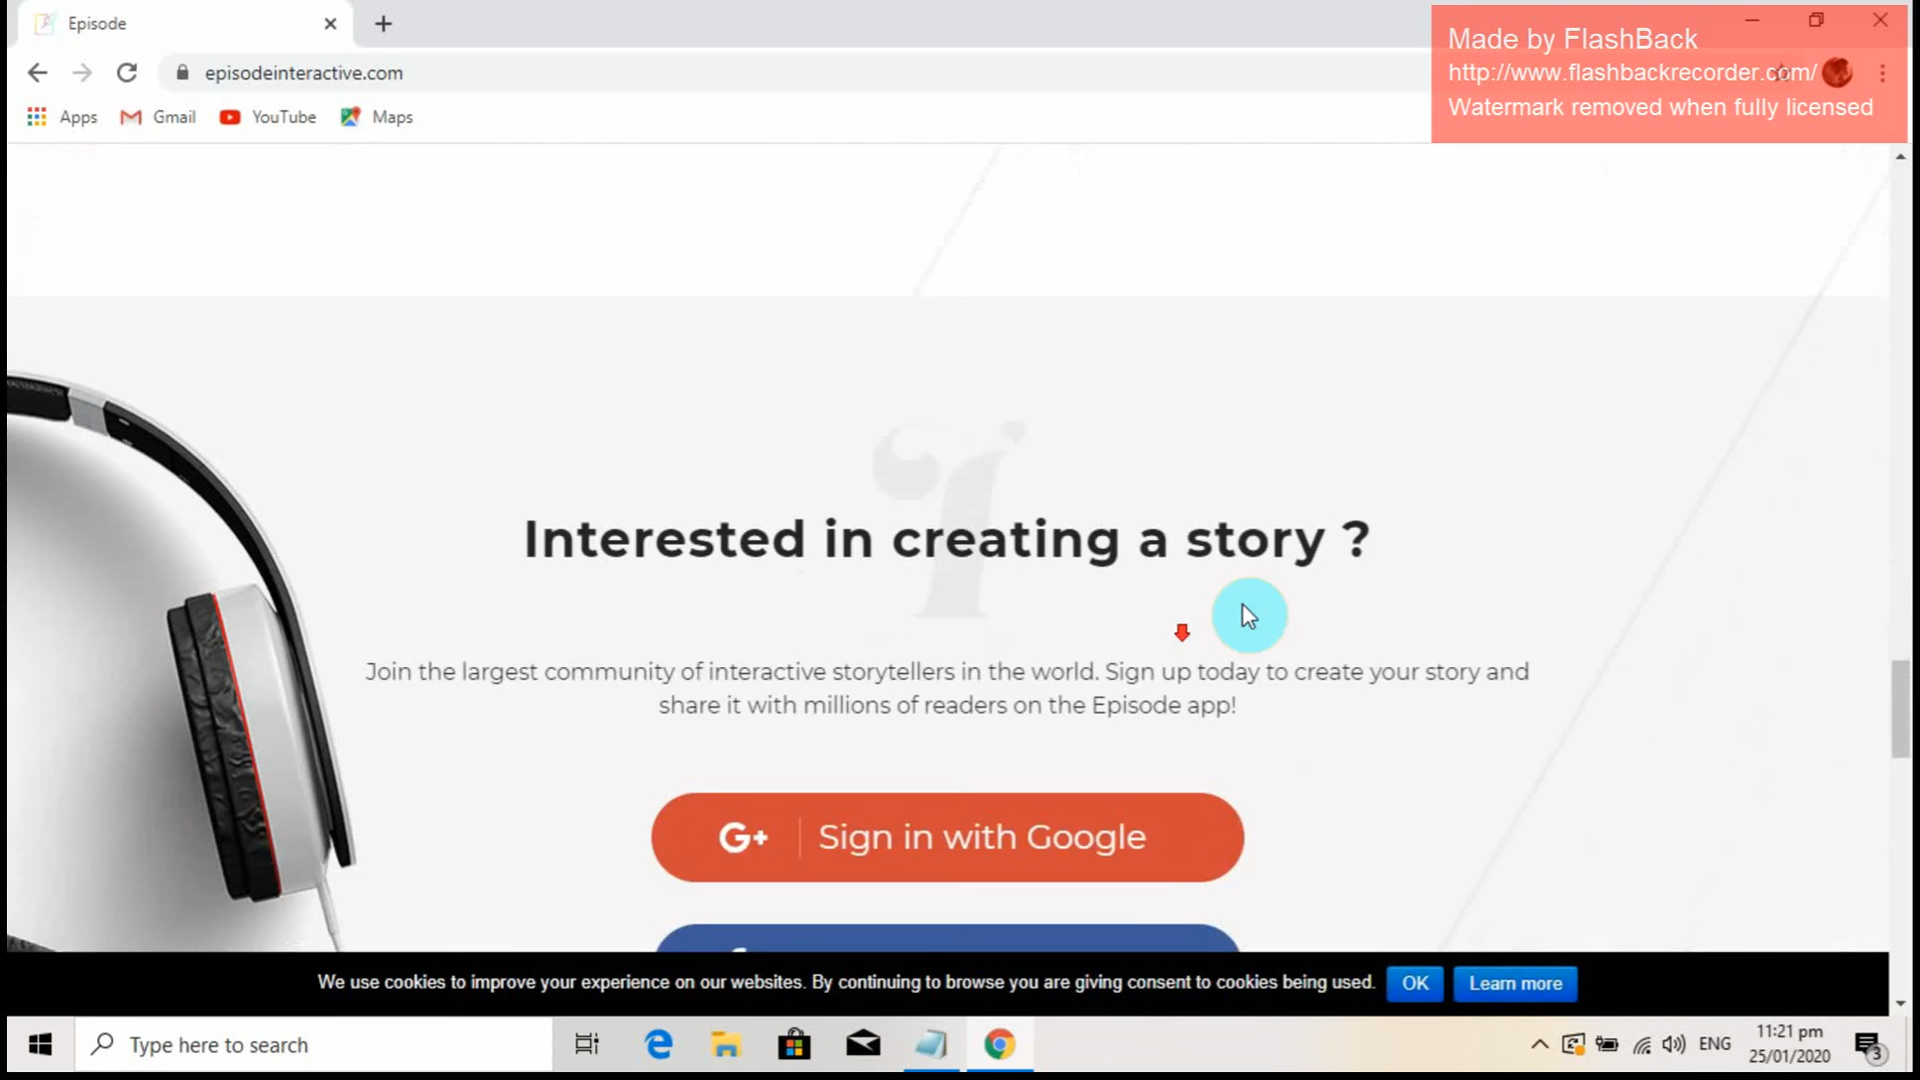 Episode
Made by FlashBack
episodeinteractive.com
http://www.flashbackrecorder.com/
Watermark removed when fully licensed
Apps
Gmail
YouTube
Maps
Interested in creating a story ?
Join the largest community of interactive storytellers in the world. Sign up today to create your story and
share it with millions of readers on the Episode app!
G+ Sign in with Google
We use cookies to improve your experience on our websites. By continuing to browse you are giving consent to cookies being used.
OK
Learn more
Type here to search
ENG
11:21 pm
25/01/2020
3